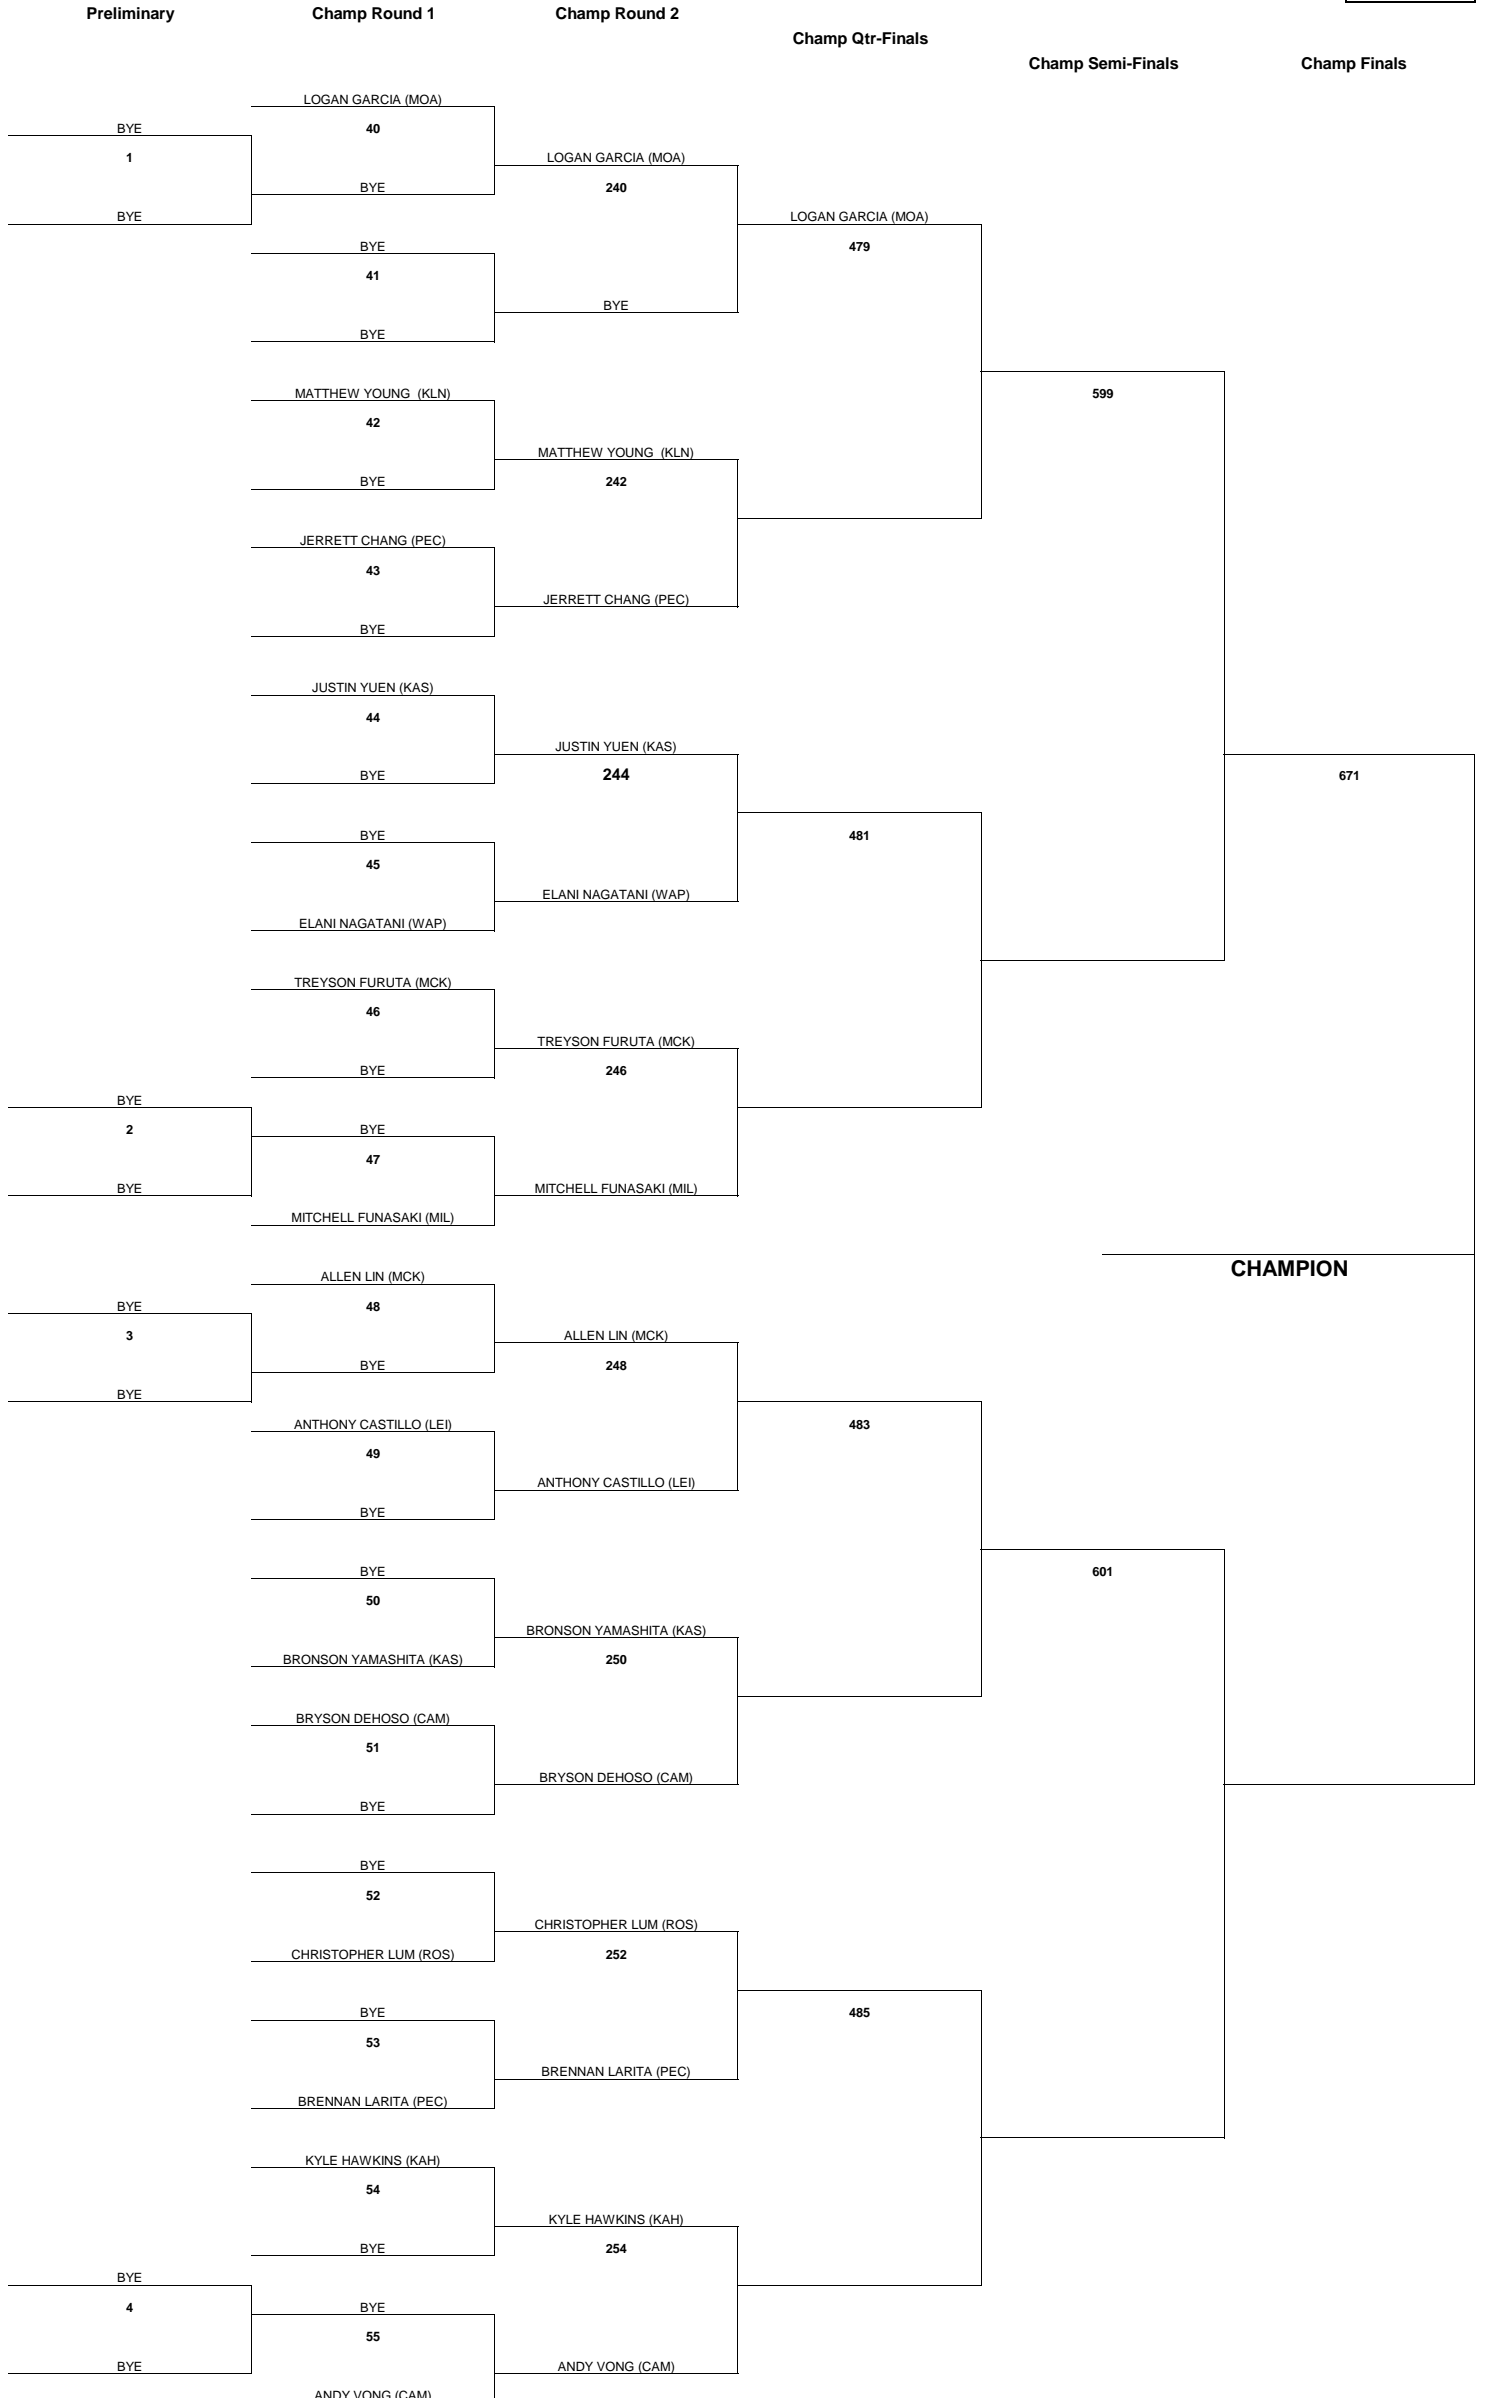 Preliminary
Champ Round 1
Champ Round 2
Champ Qtr-Finals
Champ Semi-Finals
Champ Finals
LOGAN GARCIA (MOA)
BYE
40
1
LOGAN GARCIA (MOA)
BYE
240
BYE
LOGAN GARCIA (MOA)
BYE
479
41
BYE
BYE
MATTHEW YOUNG (KLN)
599
42
MATTHEW YOUNG (KLN)
BYE
242
JERRETT CHANG (PEC)
43
JERRETT CHANG (PEC)
BYE
JUSTIN YUEN (KAS)
44
JUSTIN YUEN (KAS)
BYE
244
671
BYE
481
45
ELANI NAGATANI (WAP)
ELANI NAGATANI (WAP)
TREYSON FURUTA (MCK)
46
TREYSON FURUTA (MCK)
BYE
246
BYE
2
BYE
47
BYE
MITCHELL FUNASAKI (MIL)
MITCHELL FUNASAKI (MIL)
CHAMPION
ALLEN LIN (MCK)
BYE
48
3
ALLEN LIN (MCK)
BYE
248
BYE
ANTHONY CASTILLO (LEI)
483
49
ANTHONY CASTILLO (LEI)
BYE
BYE
601
50
BRONSON YAMASHITA (KAS)
BRONSON YAMASHITA (KAS)
250
BRYSON DEHOSO (CAM)
51
BRYSON DEHOSO (CAM)
BYE
BYE
52
CHRISTOPHER LUM (ROS)
CHRISTOPHER LUM (ROS)
252
BYE
485
53
BRENNAN LARITA (PEC)
BRENNAN LARITA (PEC)
KYLE HAWKINS (KAH)
54
KYLE HAWKINS (KAH)
BYE
254
BYE
4
BYE
55
BYE
ANDY VONG (CAM)
ANDY VONG (CAM)